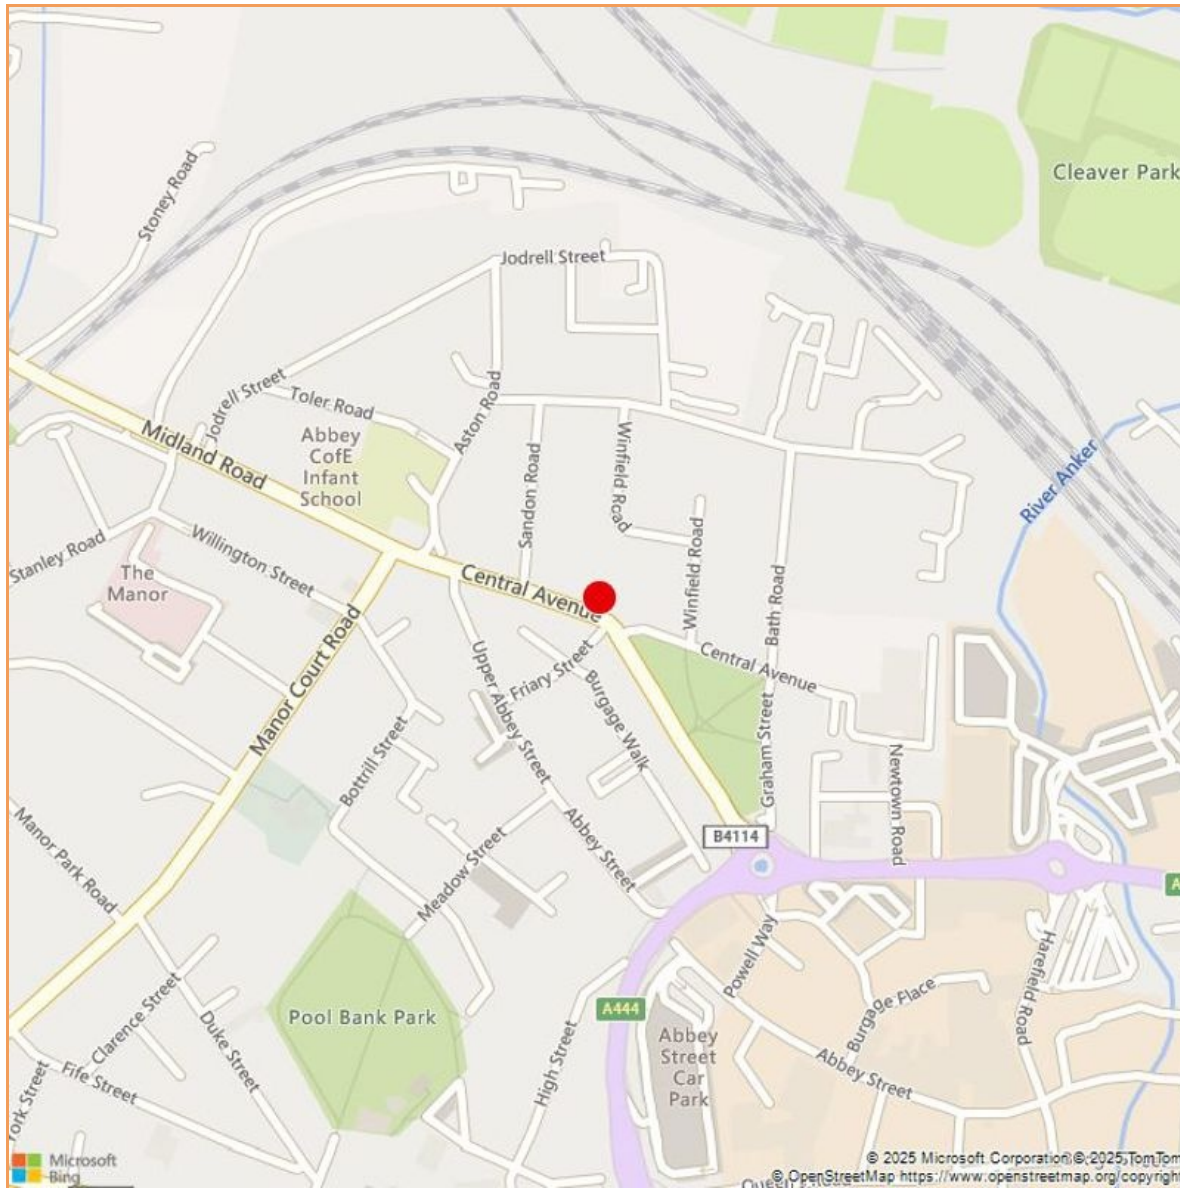 Cleaver Park
Stoney Road
Jodrell Street
Jodrell Street
Toler Road
Aston Road
Midland Road
Abbey
CofE
Infant
School
Sandon Road
Winfield Road
River Anker
Stanley Road
Willington Street
The
Manor
Central Avenue
Winfield Road
Bath Road
Manor Court Road
Upper Abbey Street
Friary Street
Burgage Walk
Central Avenue
Graham Street
Newtown Road
Bottrill Street
B4114
Manor Park Road
Meadow Street
Abbey Street
A
Powell Way
Harefield Road
Clarence Street
Duke Street
Pool Bank Park
High Street
A444
Burgage Place
Abbey
Street
Car
Park
Abbey Street
Fife Street
York Street
Microsoft
Bing
© 2025 Microsoft Corporation © 2025 TomTom
© OpenStreetMap https://www.openstreetmap.org/copyright